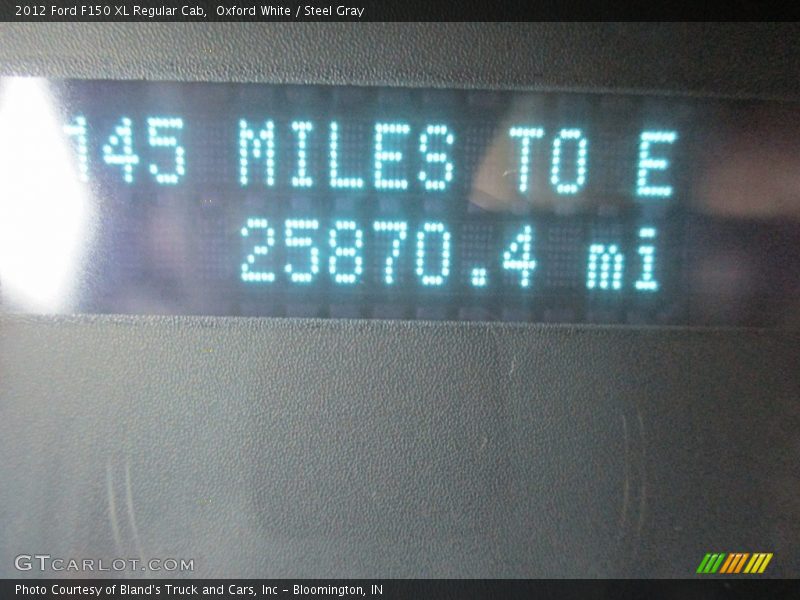 2012 Ford F150 XL Regular Cab,  Oxford White / Steel Gray
145 MILES TO E
25870.4 mi
GTCARLOT.COM
Photo Courtesy of Bland's Truck and Cars, Inc - Bloomington, IN